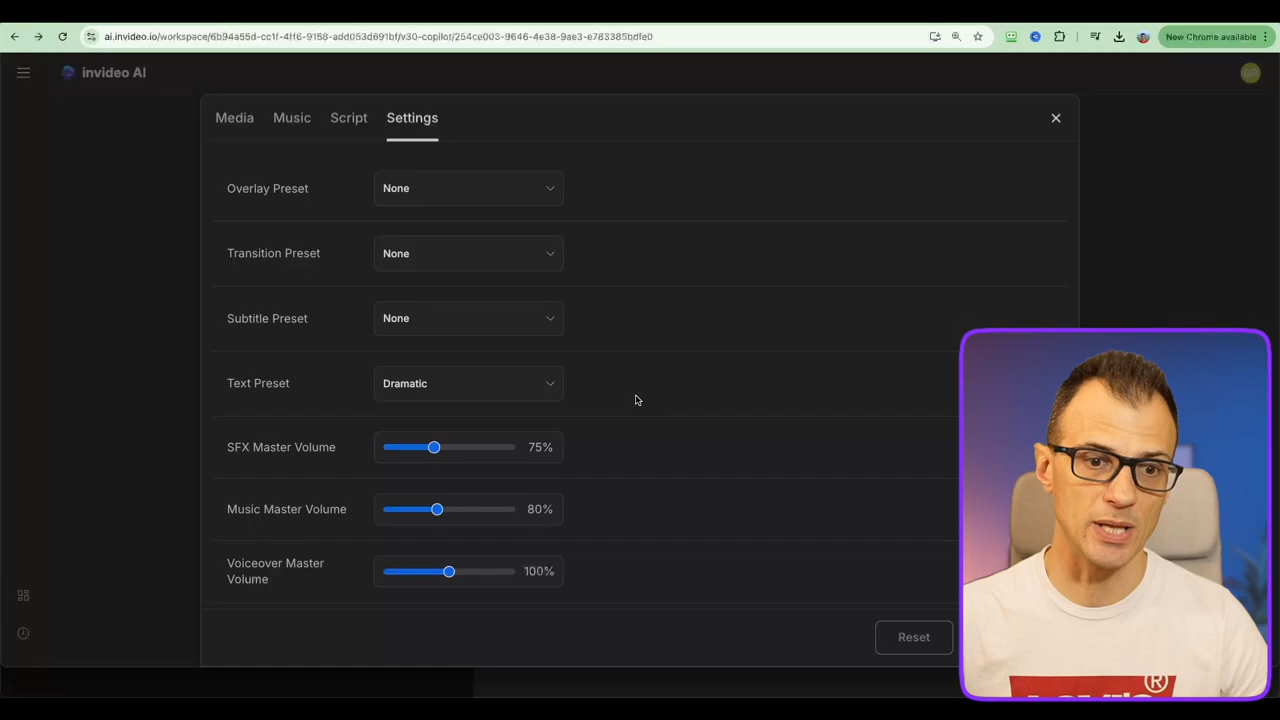 ai.invideo.io/workspace/6b94a55d-cc1f-4ff6-9158-add053d691bf/v30-copilot/254ce003-9646-4e38-9ae3-e783385bdfe0
New Chrome available
invideo AI
Media Music Script Settings
Overlay Preset None
Transition Preset None
Subtitle Preset None
Text Preset Dramatic
SFX Master Volume 75%
Music Master Volume 80%
Voiceover Master
Volume
100%
Reset